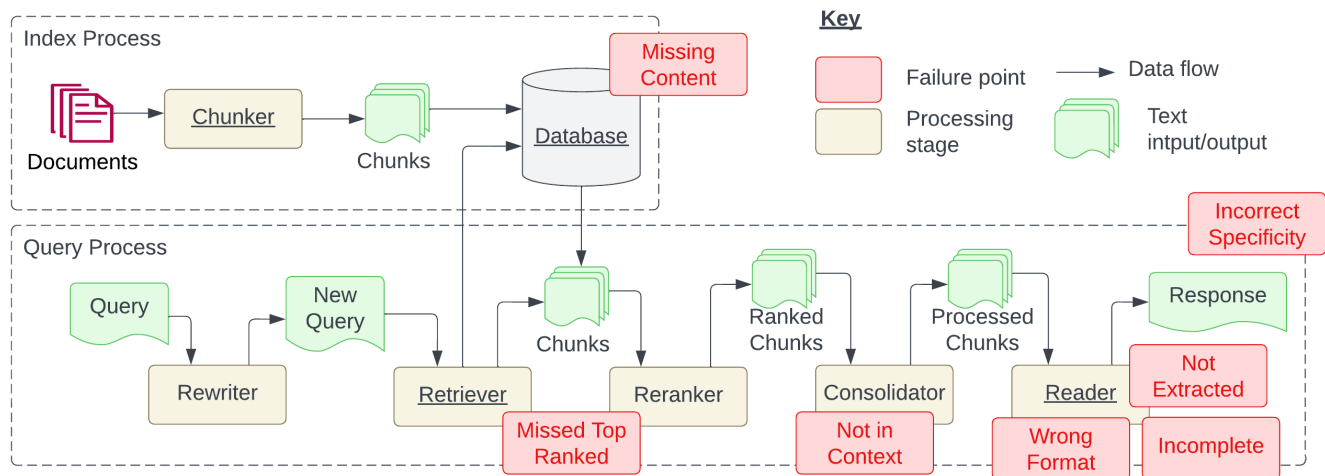 Index Process
Documents
Chunker
Chunks
Database
Missing
Content
Key
Failure point
Data flow
Processing
stage
Text
intput/output
Query Process
Incorrect
Specificity
Query
Rewriter
New
Query
Retriever
Missed Top
Ranked
Chunks
Reranker
Ranked
Chunks
Consolidator
Not in
Context
Processed
Chunks
Reader
Not
Extracted
Wrong
Format
Incomplete
Response